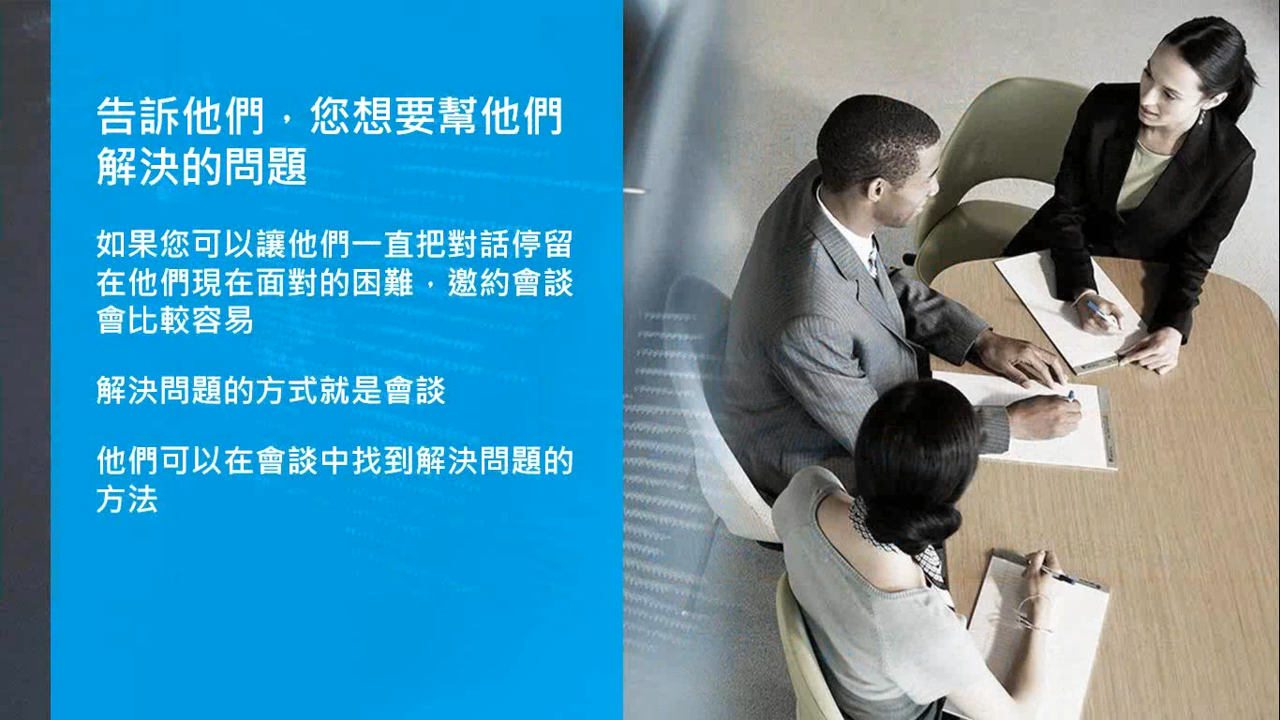 告訴他們，您想要幫他們
解決的問題
如果您可以讓他們一直把對話停留
在他們現在面對的困難，邀約會談
會比較容易
解決問題的方式就是會談
他們可以在會談中找到解決問題的
方法